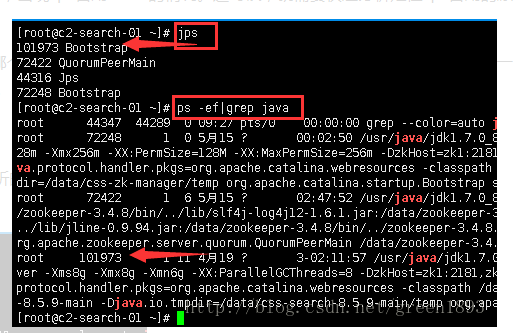 [root@c2-search-01 ~]# jps
101973 Bootstrap
72422 QuorumPeerMain
44316 Jps
72248 Bootstrap
[root@c2-search-01 ~]# ps -ef|grep java
root 44347 44289 0 09:27 pts/0 00:00:00 grep --color=auto j
root 72248 1 0 5月15 ? 00:02:50 /usr/java/jdk1.7.0_8
28m -Xmx256m -XX:PermSize=128M -XX:MaxPermSize=256m -DzkHost=zk1:2181
va.protocol.handler.pkgs=org.apache.catalina.webresources -classpath
dir=/data/css-zk-manager/temp org.apache.catalina.startup.Bootstrap s
root 72422 1 6 5月15 ? 02:47:52 /usr/java/jdk1.7.0_
/zookeeper-3.4.8/bin/../lib/slf4j-log4j12-1.6.1.jar:/data/zookeeper-3
../lib/jline-0.9.94.jar:/data/zookeeper-3.4.8/bin/../lib/
rg.apache.zookeeper.server.quorum.QuorumPeerMain /data/zookeeper-3.4.
root 101973 1 11 4月19 ? 3-02:11:57 /usr/java/jdk1.7.0_8
ver -Xms8g -Xmx8g -Xmn6g -XX:ParallelGCThreads=8 -DzkHost=zk1:2181,zk
protocol.handler.pkgs=org.apache.catalina.webresources -classpath /da
-8.5.9-main -Djava.io.tmpdir=/data/css-search-8.5.9-main/temp org.apa
[root@c2-search-01 ~]#
http://blog.csdn.net/green1893